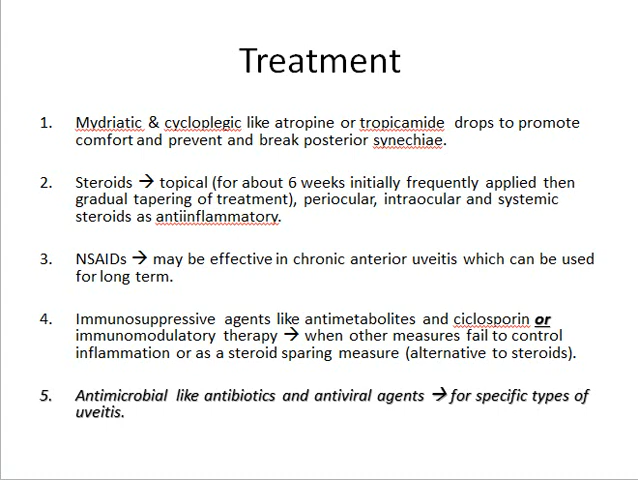 Treatment
1. Mydriatic & cycloplegic like atropine or tropicamide drops to promote
comfort and prevent and break posterior synechiae.
2. Steroids → topical (for about 6 weeks initially frequently applied then
gradual tapering of treatment), periocular, intraocular and systemic
steroids as antiinflammatory.
3. NSAIDs → may be effective in chronic anterior uveitis which can be used
for long term.
4. Immunosuppressive agents like antimetabolites and ciclosporin or
immunomodulatory therapy → when other measures fail to control
inflammation or as a steroid sparing measure (alternative to steroids).
5. Antimicrobial like antibiotics and antiviral agents → for specific types of
uveitis.